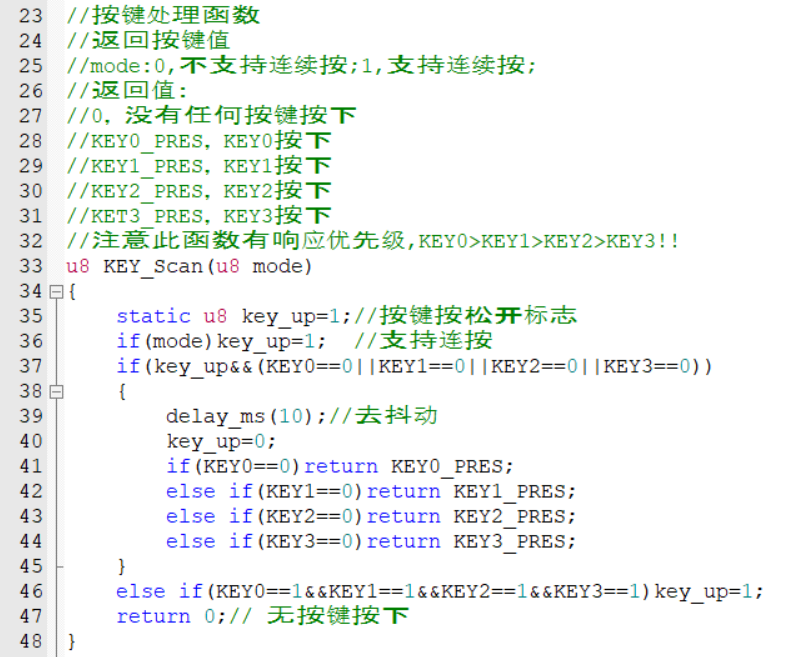 23 //按键处理函数
24 //返回按键值
25 //mode:0,不支持连续按;1,支持连续按;
26 //返回值:
27 //0，没有任何按键按下
28 //KEY0_PRES，KEY0按下
29 //KEY1_PRES，KEY1按下
30 //KEY2_PRES，KEY2按下
31 //KET3_PRES，KEY3按下
32 //注意此函数有响应优先级,KEY0>KEY1>KEY2>KEY3!!
33 u8 KEY_Scan(u8 mode)
34 {
35     static u8 key_up=1;//按键按松开标志
36     if(mode)key_up=1;  //支持连按
37     if(key_up&&(KEY0==0||KEY1==0||KEY2==0||KEY3==0))
38     {
39         delay_ms(10);//去抖动
40         key_up=0;
41         if(KEY0==0)return KEY0_PRES;
42         else if(KEY1==0)return KEY1_PRES;
43         else if(KEY2==0)return KEY2_PRES;
44         else if(KEY3==0)return KEY3_PRES;
45     }
46     else if(KEY0==1&&KEY1==1&&KEY2==1&&KEY3==1)key_up=1;
47     return 0;// 无按键按下
48 }